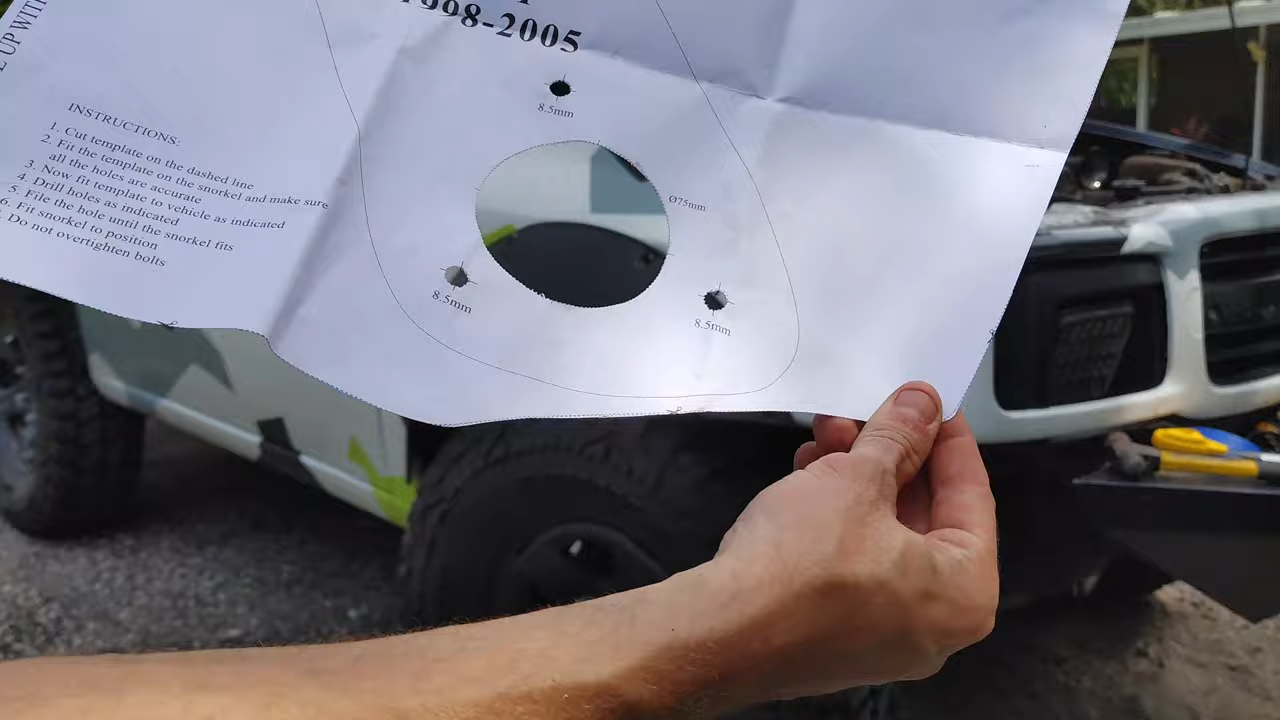 1998-2005
8.5mm
INSTRUCTIONS:
1. Cut template on the dashed line
2. Fit the template on the snorkel and make sure
all the holes are accurate
3. Now fit template to vehicle as indicated
4. Drill holes as indicated
5. File the hole until the snorkel fits
6. Fit snorkel to position
Do not overtighten bolts
Ø75mm
8.5mm
8.5mm
UP WITH